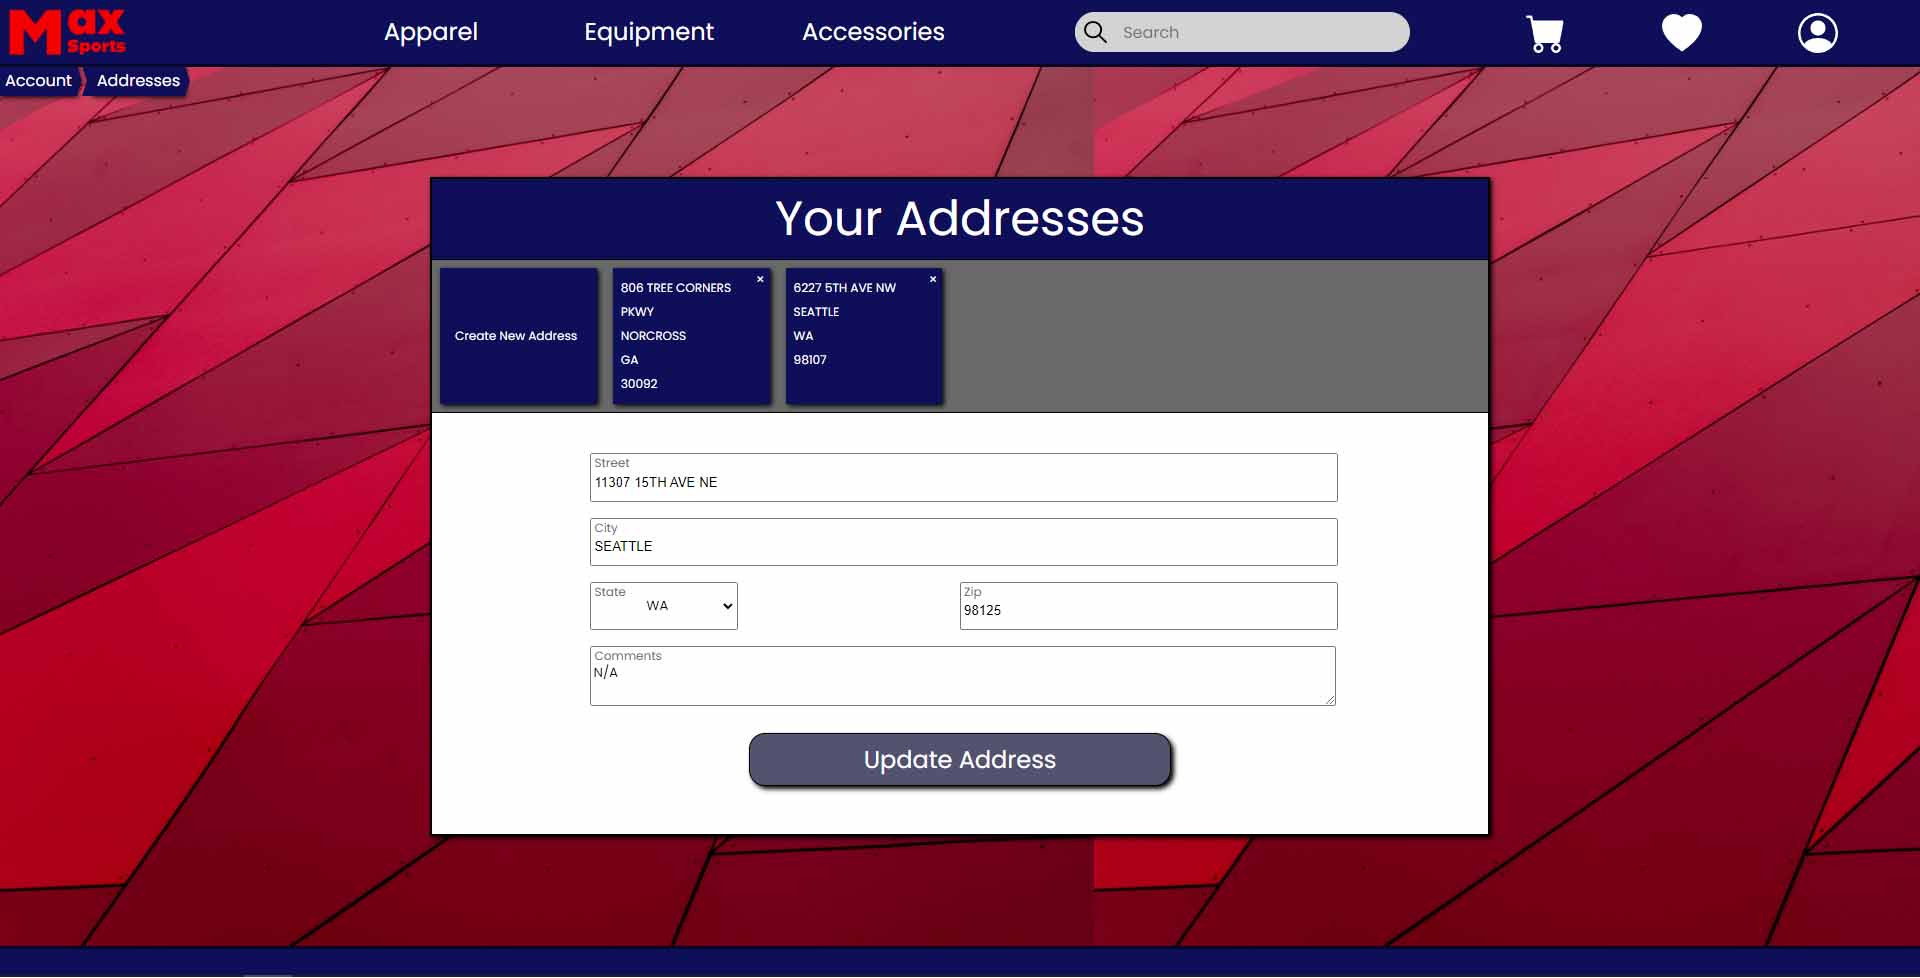 Max
Sports
Apparel
Equipment
Accessories
Search
Account
Addresses
Your Addresses
Create New Address
806 TREE CORNERS
PKWY
NORCROSS
GA
30092
×
6227 5TH AVE NW
SEATTLE
WA
98107
×
Street
11307 15TH AVE NE
City
SEATTLE
State
WA
Zip
98125
Comments
N/A
Update Address